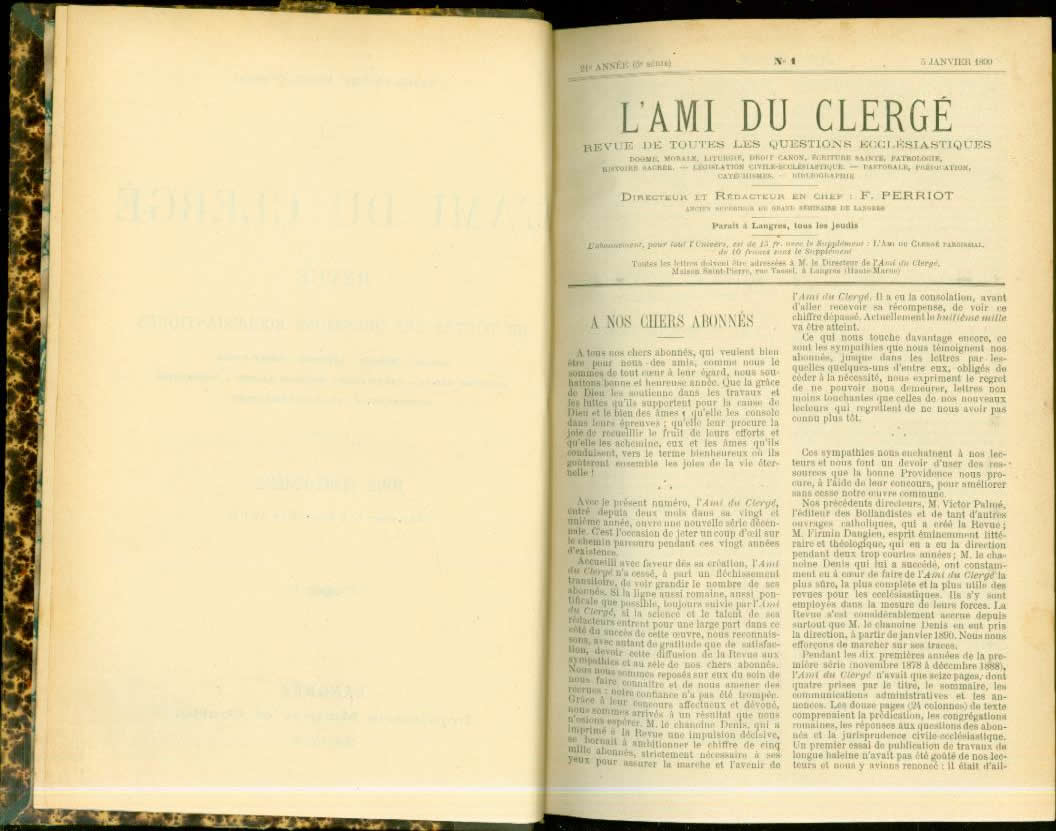 21e ANNÉE (3e SÉRIE) No 1 5 JANVIER 1899
L'AMI DU CLERGÉ
REVUE DE TOUTES LES QUESTIONS ECCLÉSIASTIQUES
DOGME, MORALE, LITURGIE, DROIT CANON, ÉCRITURE SAINTE, PATROLOGIE,
HISTOIRE SACRÉE. — LÉGISLATION CIVILE-ECCLÉSIASTIQUE. — PASTORALE, PRÉDICATION,
CATÉCHISMES. — BIBLIOGRAPHIE
DIRECTEUR ET RÉDACTEUR EN CHEF : F. PERRIOT
ANCIEN SUPÉRIEUR DU GRAND SÉMINAIRE DE LANGRES
Paraît à Langres, tous les jeudis
L'abonnement, pour tout l'Univers, est de 15 fr. avec le Supplément : L'AMI DU CLERGÉ PAROISSIAL,
de 10 francs sans le Supplément
Toutes les lettres doivent être adressées à M. le Directeur de l'Ami du Clergé,
Maison Saint-Pierre, rue Tassel, à Langres (Haute-Marne)
A NOS CHERS ABONNÉS
A tous nos chers abonnés, qui veulent bien
être pour nous des amis, comme nous le
sommes de tout cœur à leur égard, nous sou-
haitons bonne et heureuse année. Que la grâce
de Dieu les soutienne dans les travaux et
les luttes qu'ils supportent pour la cause de
Dieu et le bien des âmes ; qu'elle les console
dans leurs épreuves ; qu'elle leur procure la
joie de recueillir le fruit de leurs efforts et
qu'elle les achemine, eux et les âmes qu'ils
conduisent, vers le terme bienheureux où ils
goûteront ensemble les joies de la vie éter-
nelle !
Avec le présent numéro, l'Ami du Clergé,
entré depuis deux mois dans sa vingt et
unième année, ouvre une nouvelle série décen-
nale. C'est l'occasion de jeter un coup d'œil sur
le chemin parcouru pendant ces vingt années
d'existence.
Accueilli avec faveur dès sa création, l'Ami
du Clergé n'a cessé, à part un fléchissement
transitoire, de voir grandir le nombre de ses
abonnés. Si la ligne aussi romaine, aussi pon-
tificale que possible, toujours suivie par l'Ami
du Clergé, si la science et le talent de ses
rédacteurs entrent pour une large part dans ce
côté du succès de cette œuvre, nous reconnais-
sons, avec autant de gratitude que de satisfac-
tion, devoir cette diffusion de la Revue aux
sympathies et au zèle de nos chers abonnés.
Nous nous sommes reposés sur eux du soin de
nous faire connaître et de nous amener des
recrues : notre confiance n'a pas été trompée.
Grâce à leur concours affectueux et dévoué,
nous sommes arrivés à un résultat que nous
n'osions espérer. M. le chanoine Denis, qui a
imprimé à la Revue une impulsion décisive,
se bornait à ambitionner le chiffre de cinq
mille abonnés, strictement nécessaire à ses
yeux pour assurer la marche et l'avenir de
l'Ami du Clergé. Il a eu la consolation, avant
d'aller recevoir sa récompense, de voir ce
chiffre dépassé. Actuellement le huitième mille
va être atteint.
Ce qui nous touche davantage encore, ce
sont les sympathies que nous témoignent nos
abonnés, jusque dans les lettres par les-
quelles quelques-uns d'entre eux, obligés de
céder à la nécessité, nous expriment le regret
de ne pouvoir nous demeurer, lettres non
moins touchantes que celles de nos nouveaux
lecteurs qui regrettent de ne nous avoir pas
connu plus tôt.
Ces sympathies nous enchaînent à nos lec-
teurs et nous font un devoir d'user des res-
sources que la bonne Providence nous pro-
cure, à l'aide de leur concours, pour améliorer
sans cesse notre œuvre commune.
Nos précédents directeurs, M. Victor Palmé,
l'éditeur des Bollandistes et de tant d'autres
ouvrages catholiques, qui a créé la Revue ;
M. Firmin Dangien, esprit éminemment litté-
raire et théologique, qui en a eu la direction
pendant deux trop courtes années ; M. le cha-
noine Denis qui lui a succédé, ont constam-
ment eu à cœur de faire de l'Ami du Clergé la
plus sûre, la plus complète et la plus utile des
revues pour les ecclésiastiques. Ils s'y sont
employés dans la mesure de leurs forces. La
Revue s'est considérablement accrue depuis
surtout que M. le chanoine Denis en eut pris
la direction, à partir de janvier 1890. Nous nous
efforçons de marcher sur ses traces.
Pendant les dix premières années de la pre-
mière série (novembre 1878 à décembre 1888),
l'Ami du Clergé n'avait que seize pages, dont
quatre prises par le titre, le sommaire, les
communications administratives et les an-
nonces. Les douze pages (24 colonnes) de texte
comprenaient la prédication, les congrégations
romaines, les réponses aux questions des abon-
nés et la jurisprudence civile-ecclésiastique.
Un premier essai de publication de travaux de
longue haleine n'avait pas été goûté de nos lec-
teurs et nous y avions renoncé : il était d'ail-